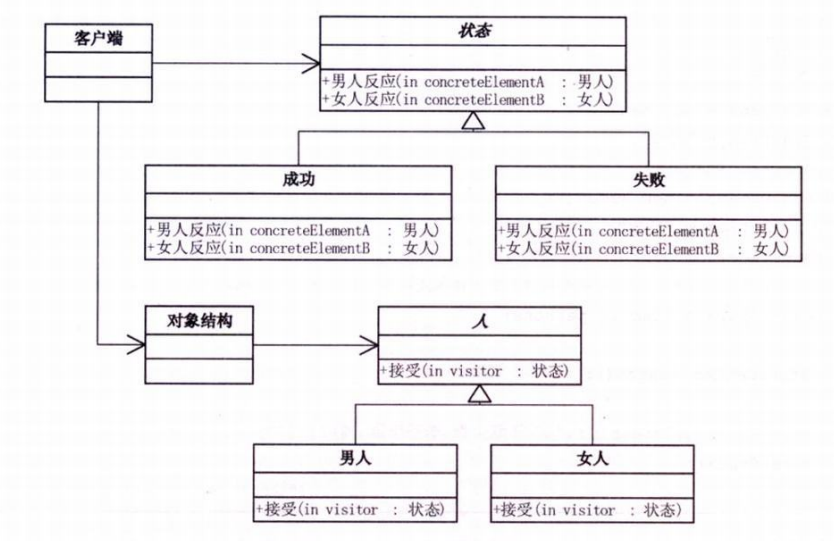 客户端
状态
+男人反应(in concreteElementA : 男人)
+女人反应(in concreteElementB : 女人)
成功
+男人反应(in concreteElementA : 男人)
+女人反应(in concreteElementB : 女人)
失败
+男人反应(in concreteElementA : 男人)
+女人反应(in concreteElementB : 女人)
对象结构
人
+接受(in visitor : 状态)
男人
+接受(in visitor : 状态)
女人
+接受(in visitor : 状态)